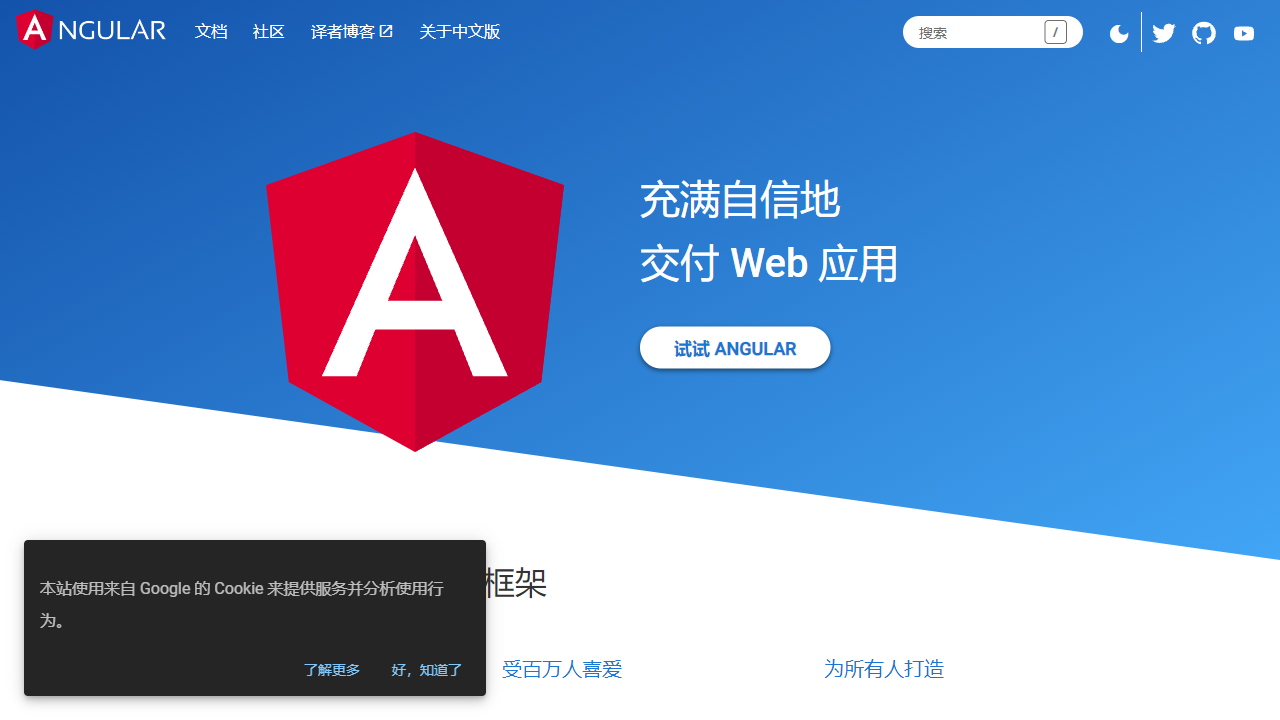 NGULAR 文档 社区 译者博客 关于中文版 搜索 /
充满自信地
交付 Web 应用
试试 ANGULAR
框架
本站使用来自 Google 的 Cookie 来提供服务并分析使用行
为。
了解更多 好，知道了
受百万人喜爱 为所有人打造